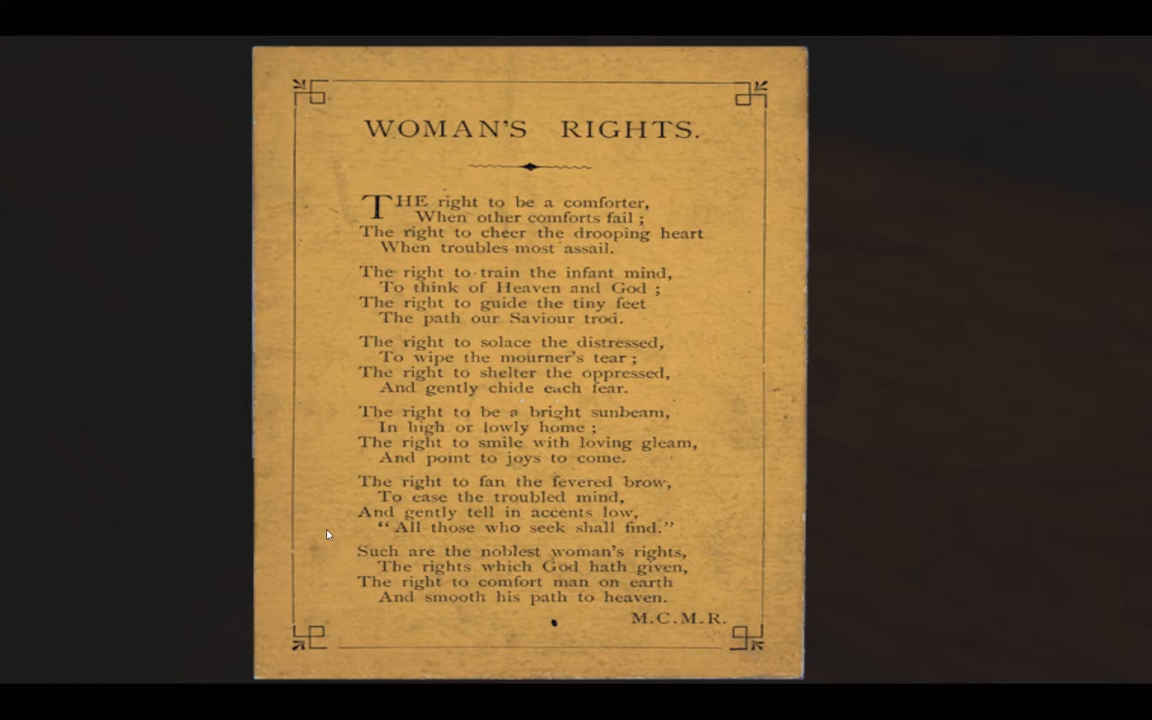 WOMAN'S RIGHTS.
THE right to be a comforter,
When other comforts fail ;
The right to cheer the drooping heart
When troubles most assail.
The right to train the infant mind,
To think of Heaven and God ;
The right to guide the tiny feet
The path our Saviour trod.
The right to solace the distressed,
To wipe the mourner's tear ;
The right to shelter the oppressed,
And gently chide each fear.
The right to be a bright sunbeam,
In high or lowly home ;
The right to smile with loving gleam,
And point to joys to come.
The right to fan the fevered brow,
To ease the troubled mind,
And gently tell in accents low,
“All those who seek shall find.”
Such are the noblest woman's rights,
The rights which God hath given,
The right to comfort man on earth
And smooth his path to heaven.
M.C.M.R.